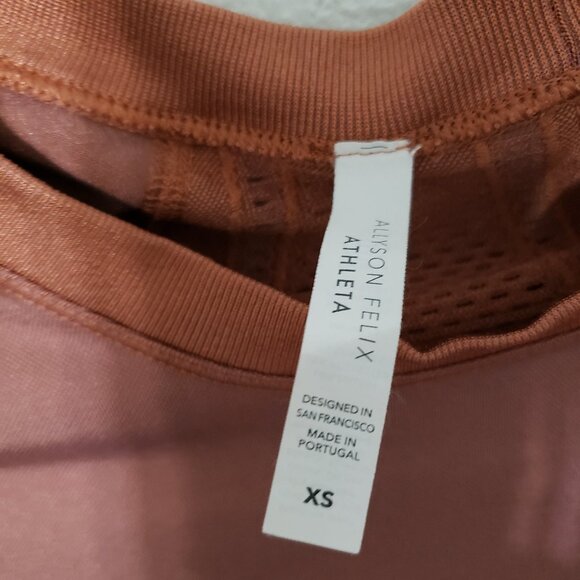 ALLYSON FELIX
ATHLETA
DESIGNED IN
SAN FRANCISCO
MADE IN
PORTUGAL
XS